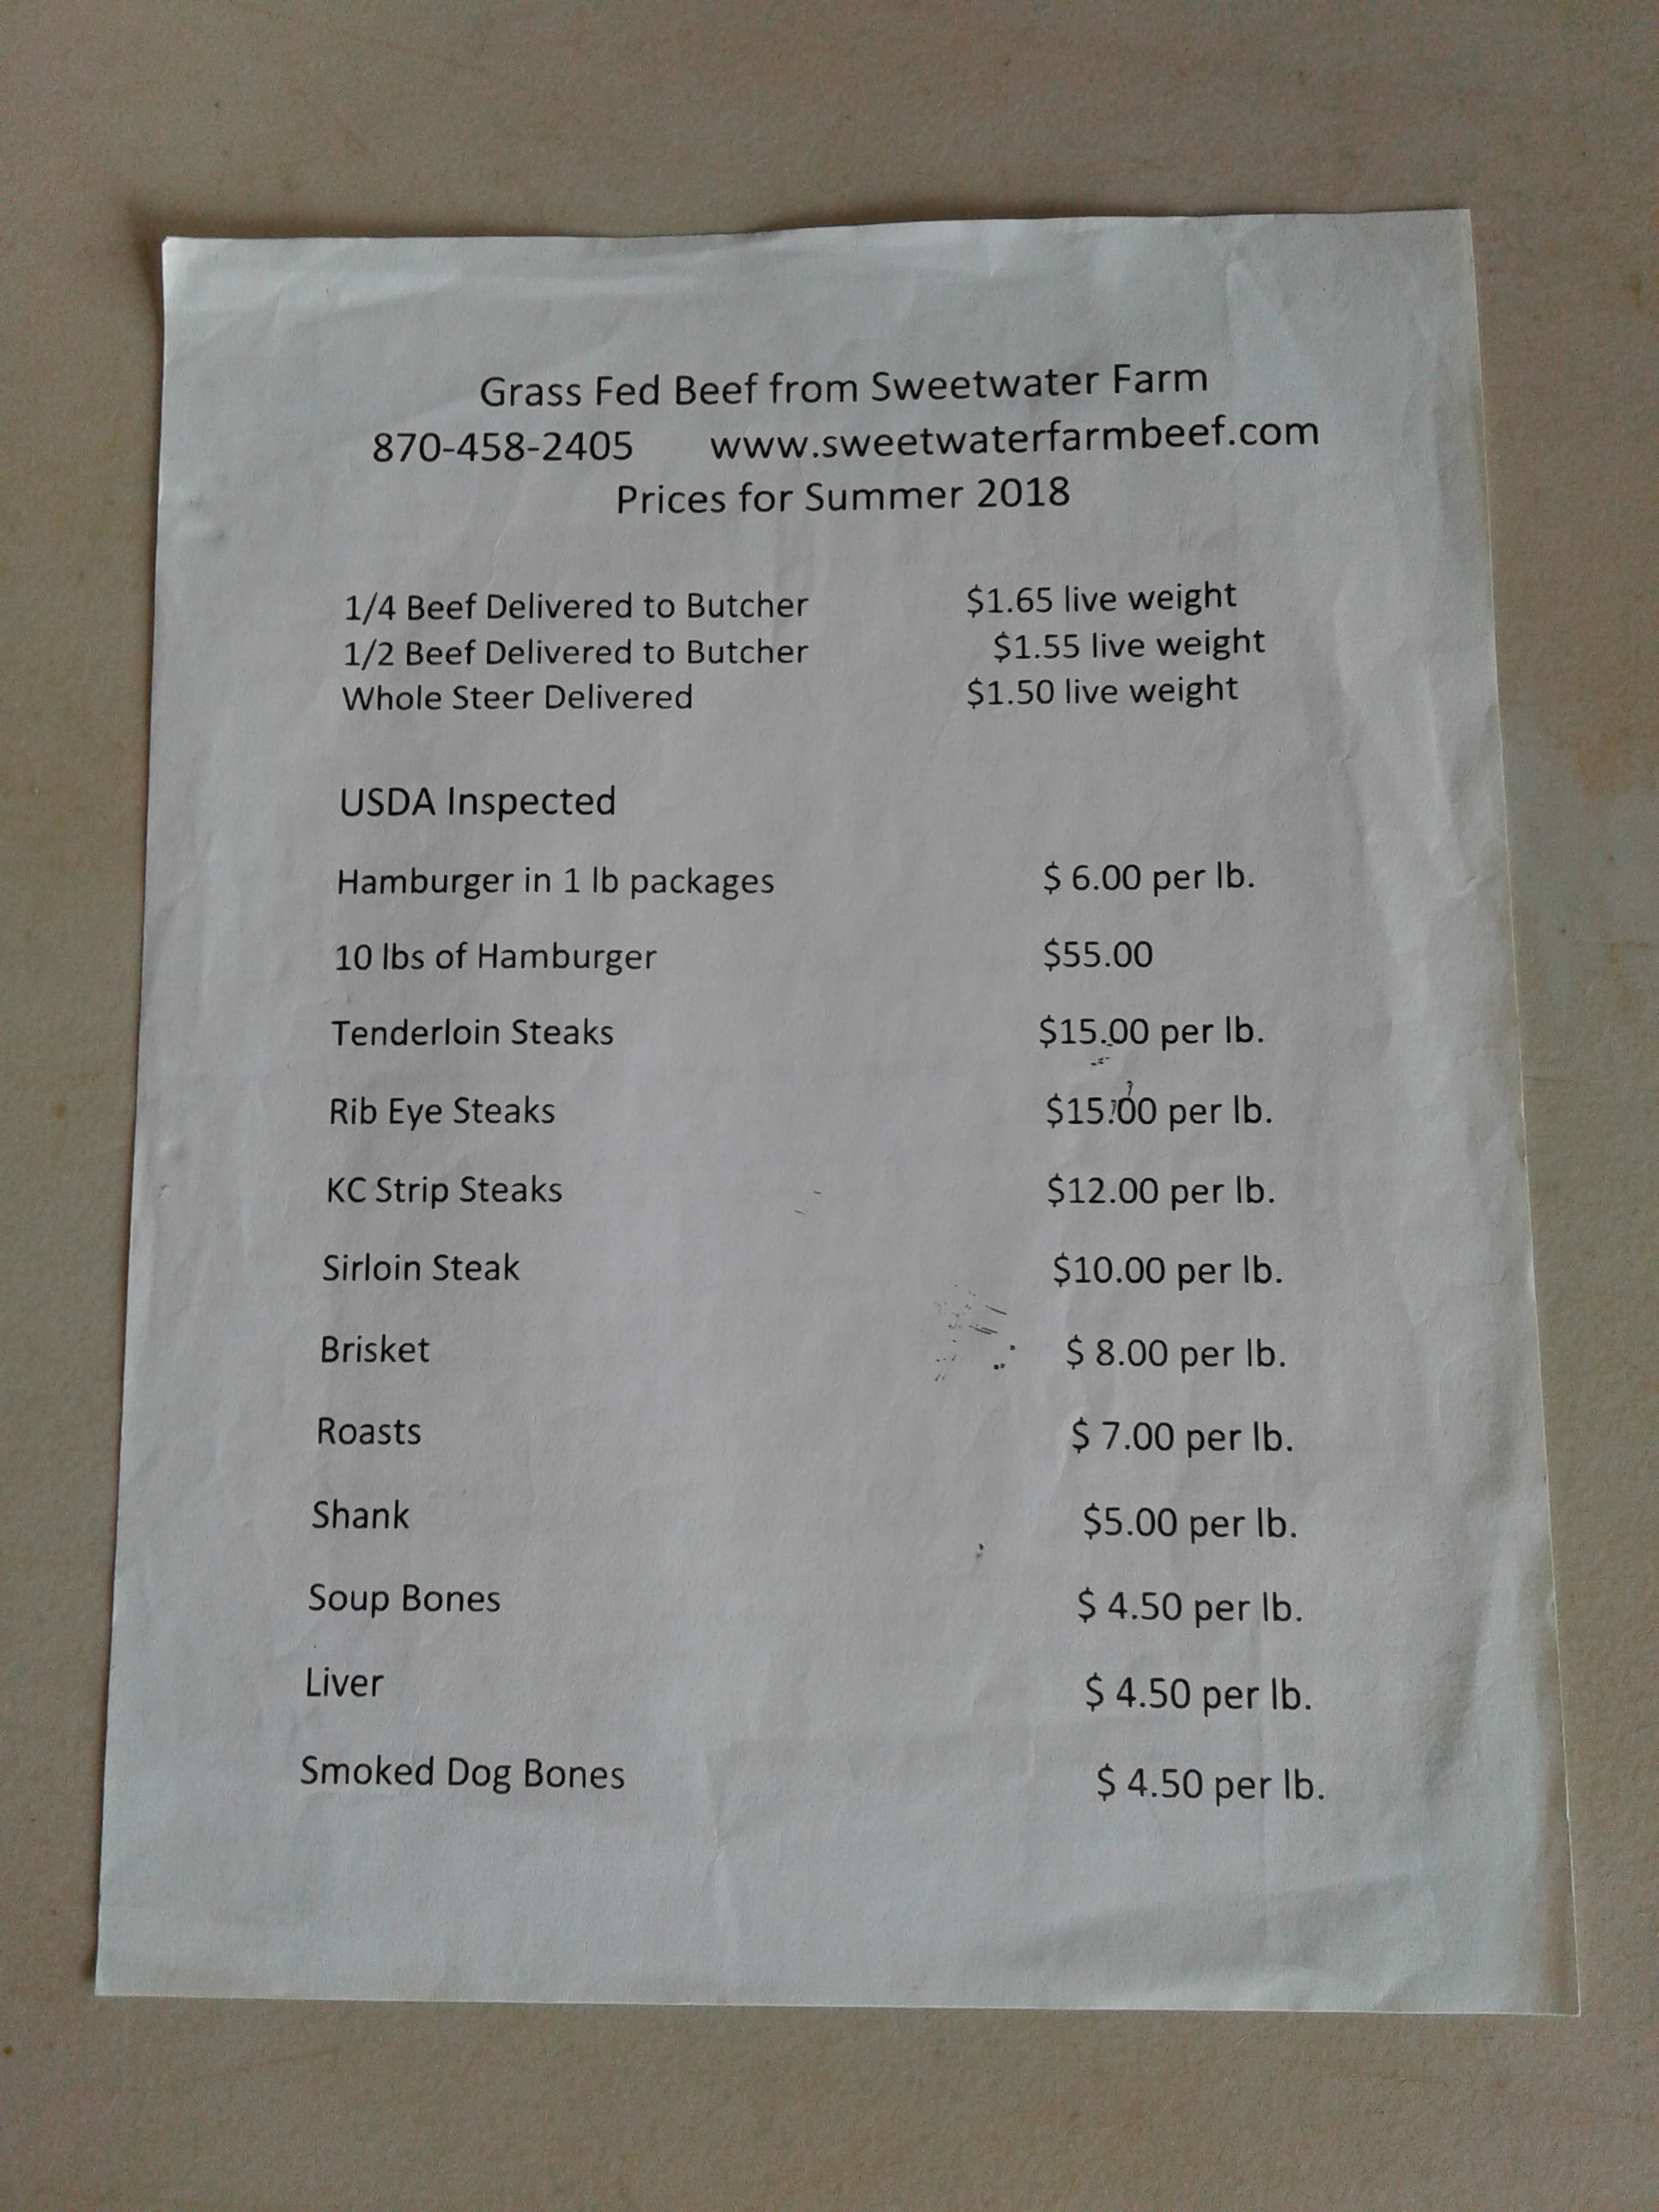 Grass Fed Beef from Sweetwater Farm
870-458-2405 www.sweetwaterfarmbeef.com
Prices for Summer 2018
1/4 Beef Delivered to Butcher $1.65 live weight
1/2 Beef Delivered to Butcher $1.55 live weight
Whole Steer Delivered $1.50 live weight
USDA Inspected
Hamburger in 1 lb packages $ 6.00 per lb.
10 lbs of Hamburger $55.00
Tenderloin Steaks $15.00 per lb.
Rib Eye Steaks $15.00 per lb.
KC Strip Steaks $12.00 per lb.
Sirloin Steak $10.00 per lb.
Brisket $ 8.00 per lb.
Roasts $ 7.00 per lb.
Shank $5.00 per lb.
Soup Bones $ 4.50 per lb.
Liver $ 4.50 per lb.
Smoked Dog Bones $ 4.50 per lb.